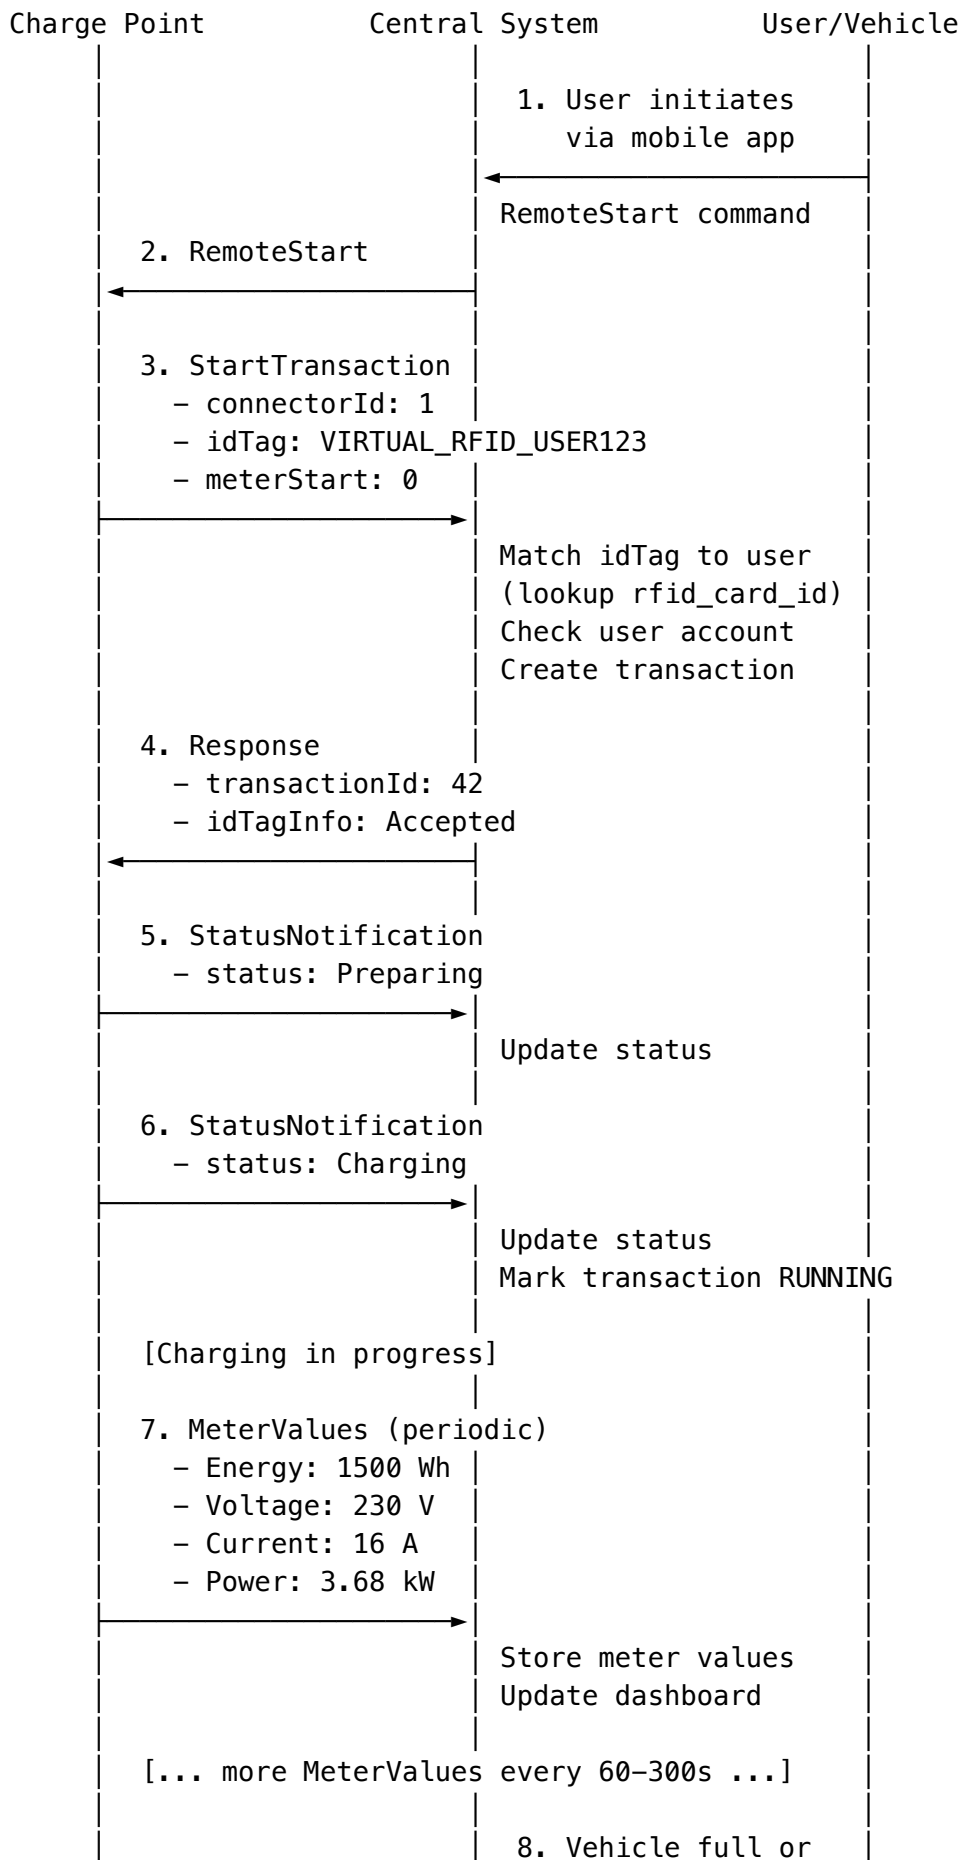 Charge Point Central System User/Vehicle
1. User initiates
via mobile app
RemoteStart command
2. RemoteStart
3. StartTransaction
– connectorId: 1
– idTag: VIRTUAL_RFID_USER123
– meterStart: 0
Match idTag to user
(lookup rfid_card_id)
Check user account
Create transaction
4. Response
– transactionId: 42
– idTagInfo: Accepted
5. StatusNotification
– status: Preparing
Update status
6. StatusNotification
– status: Charging
Update status
Mark transaction RUNNING
[Charging in progress]
7. MeterValues (periodic)
– Energy: 1500 Wh
– Voltage: 230 V
– Current: 16 A
– Power: 3.68 kW
Store meter values
Update dashboard
[... more MeterValues every 60–300s ...]
8. Vehicle full or